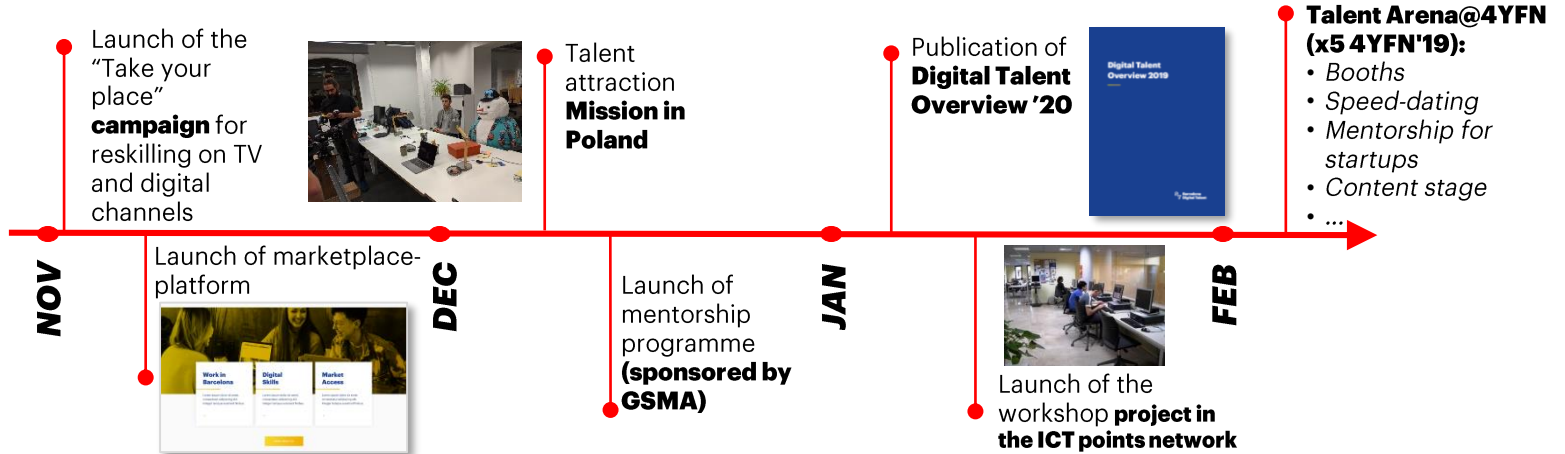 Launch of the
“Take your
place”
campaign for
reskilling on TV
and digital
channels
Talent
attraction
Mission in
Poland
Publication of
Digital Talent
Overview ’20
Digital Talent
Overview 2019
Barcelona
Digital Talent
Talent Arena@4YFN
(x5 4YFN'19):
• Booths
• Speed-dating
• Mentorship for
startups
• Content stage
• ...
NOV
DEC
JAN
FEB
Launch of marketplace-
platform
Work in
Barcelona
Digital
Skills
Market
Access
Launch of
mentorship
programme
(sponsored by
GSMA)
Launch of the
workshop project in
the ICT points network